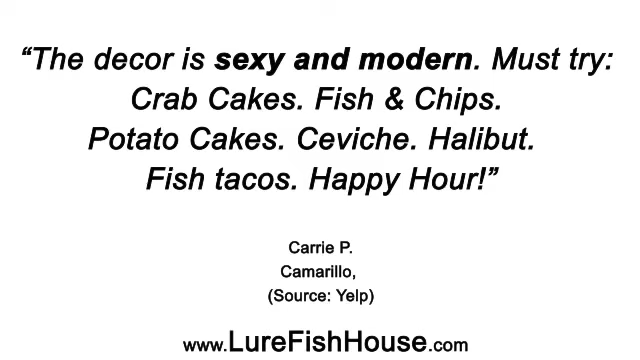 “The decor is sexy and modern. Must try:
Crab Cakes. Fish & Chips.
Potato Cakes. Ceviche. Halibut.
Fish tacos. Happy Hour!”
Carrie P.
Camarillo,
(Source: Yelp)
www.LureFishHouse.com